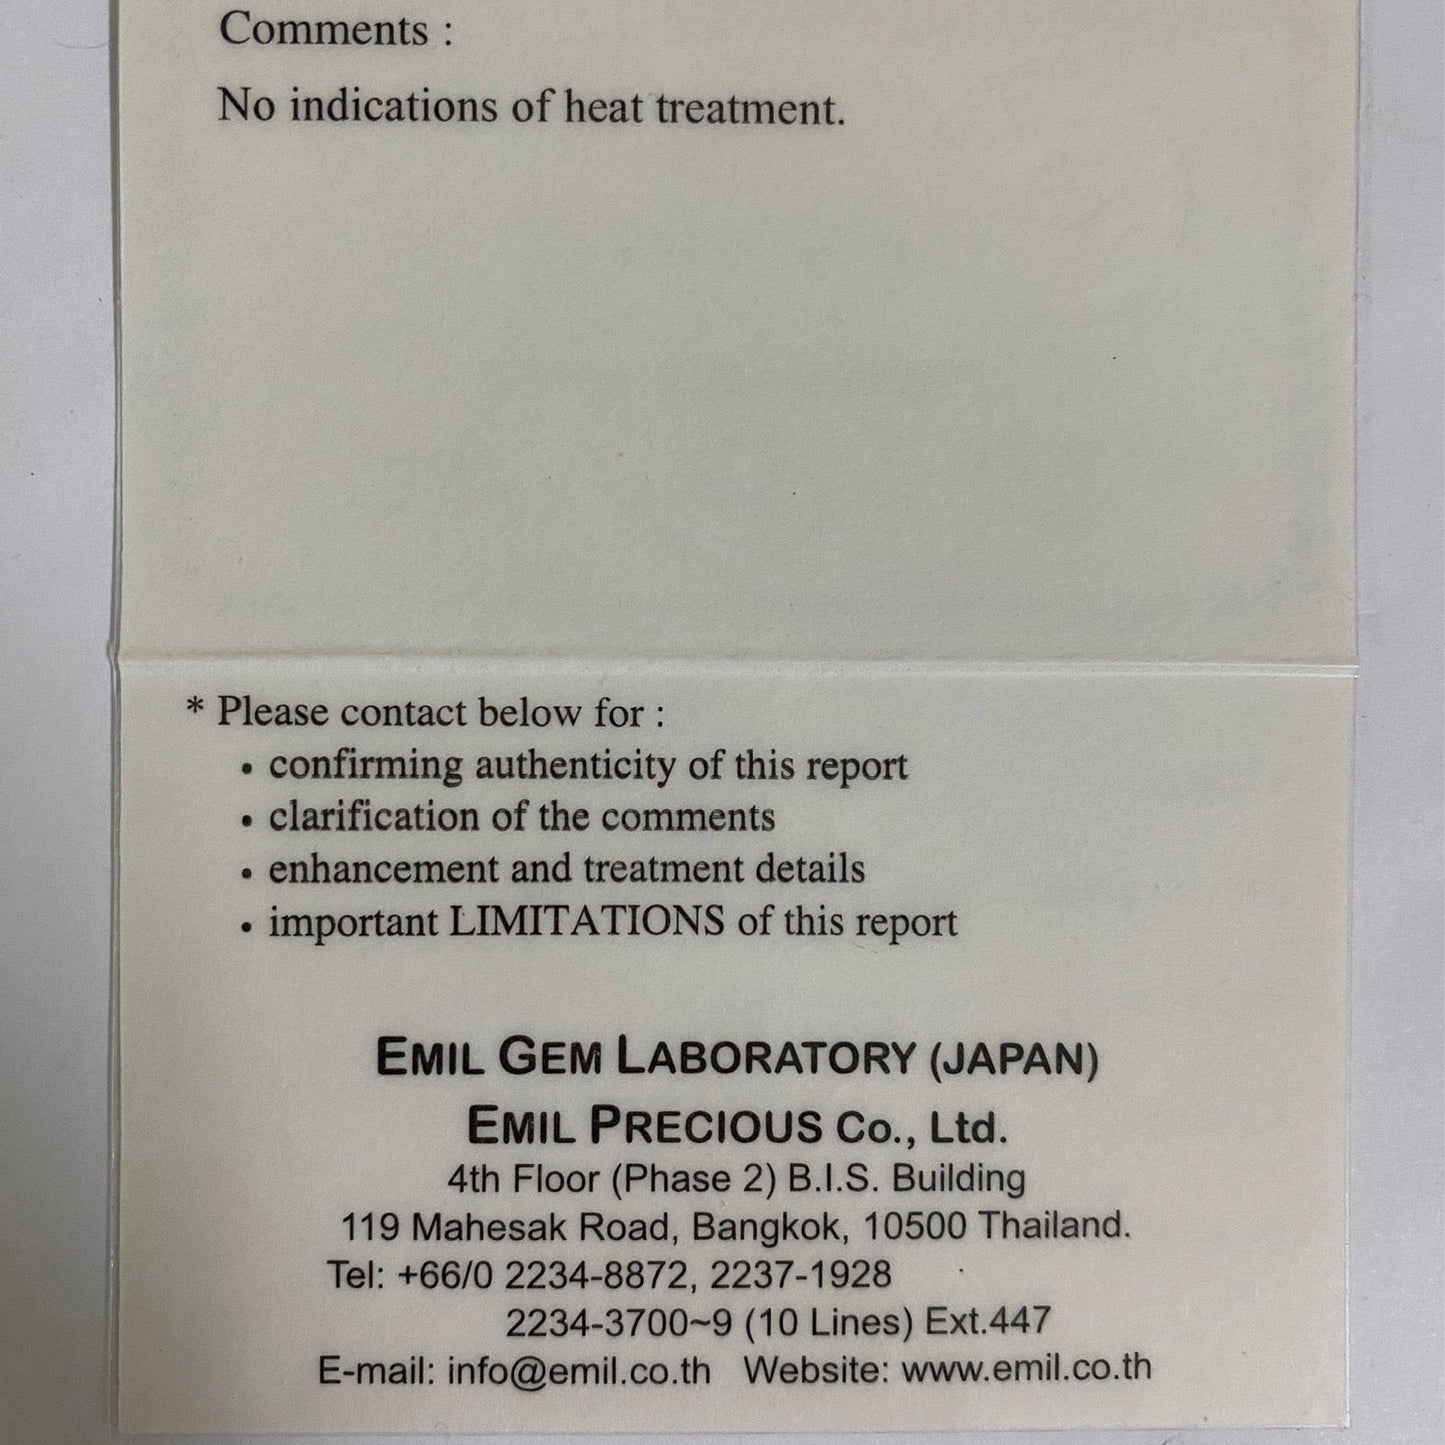 Comments :
No indications of heat treatment.
* Please contact below for :
• confirming authenticity of this report
• clarification of the comments
• enhancement and treatment details
• important LIMITATIONS of this report
EMIL GEM LABORATORY (JAPAN)
EMIL PRECIOUS Co., Ltd.
4th Floor (Phase 2) B.I.S. Building
119 Mahesak Road, Bangkok, 10500 Thailand.
Tel: +66/0 2234-8872, 2237-1928
2234-3700~9 (10 Lines) Ext.447
E-mail: info@emil.co.th Website: www.emil.co.th